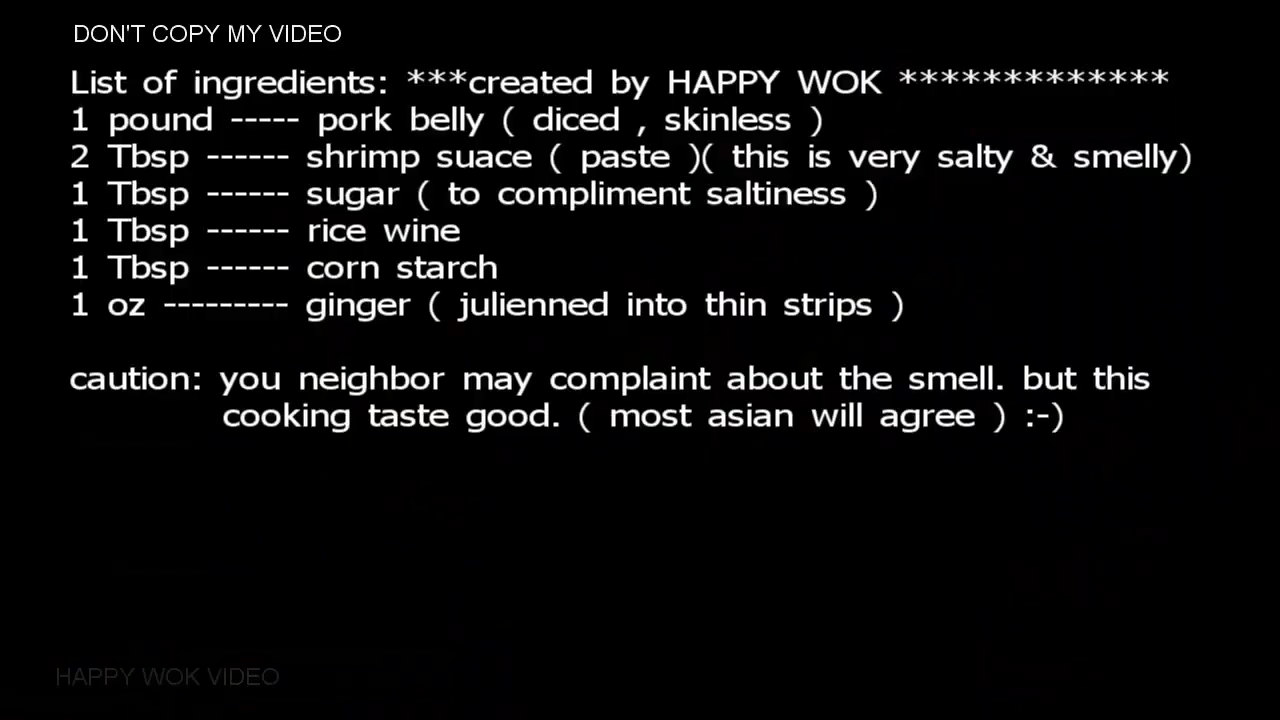 DON'T COPY MY VIDEO
List of ingredients: ***created by HAPPY WOK *************
1 pound ----- pork belly ( diced , skinless )
2 Tbsp ------ shrimp suace ( paste )( this is very salty & smelly)
1 Tbsp ------ sugar ( to compliment saltiness )
1 Tbsp ------ rice wine
1 Tbsp ------ corn starch
1 oz --------- ginger ( julienned into thin strips )
caution: you neighbor may complaint about the smell. but this
cooking taste good. ( most asian will agree ) :-)
HAPPY WOK VIDEO